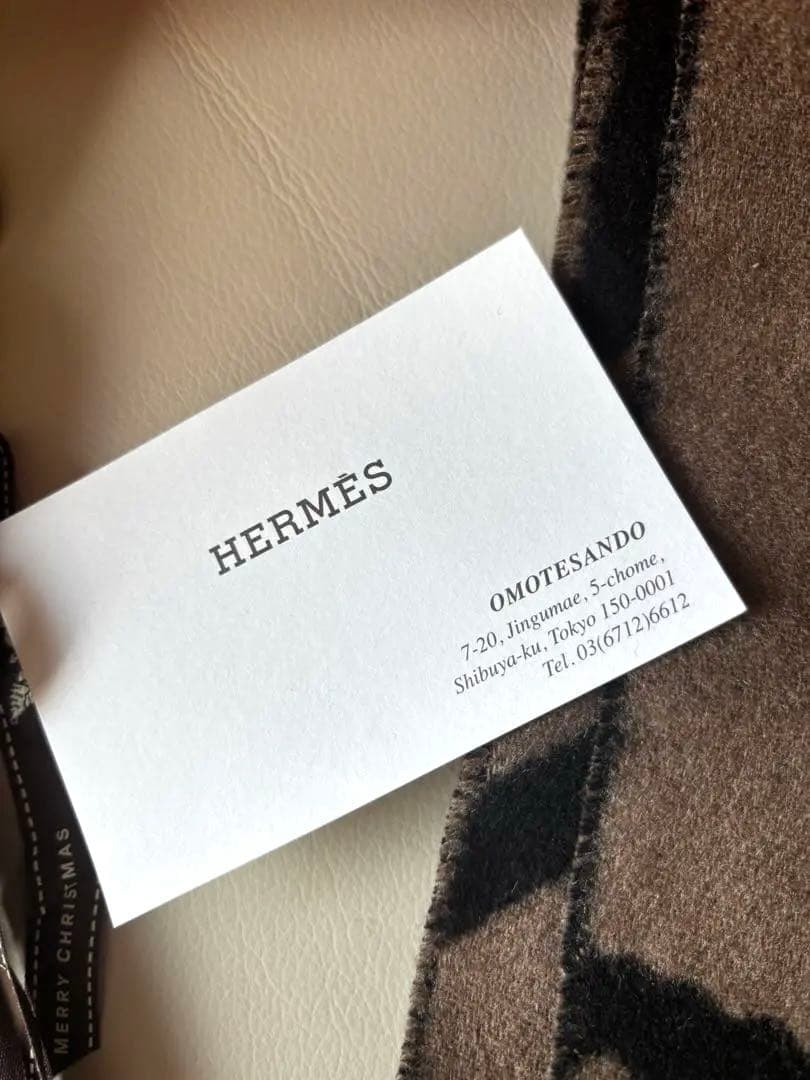 HERMÈS
OMOTESANDO
7-20, Jingumae, 5-chome,
Shibuya-ku, Tokyo 150-0001
Tel. 03(6712)6612
MERRY CHRISTMAS